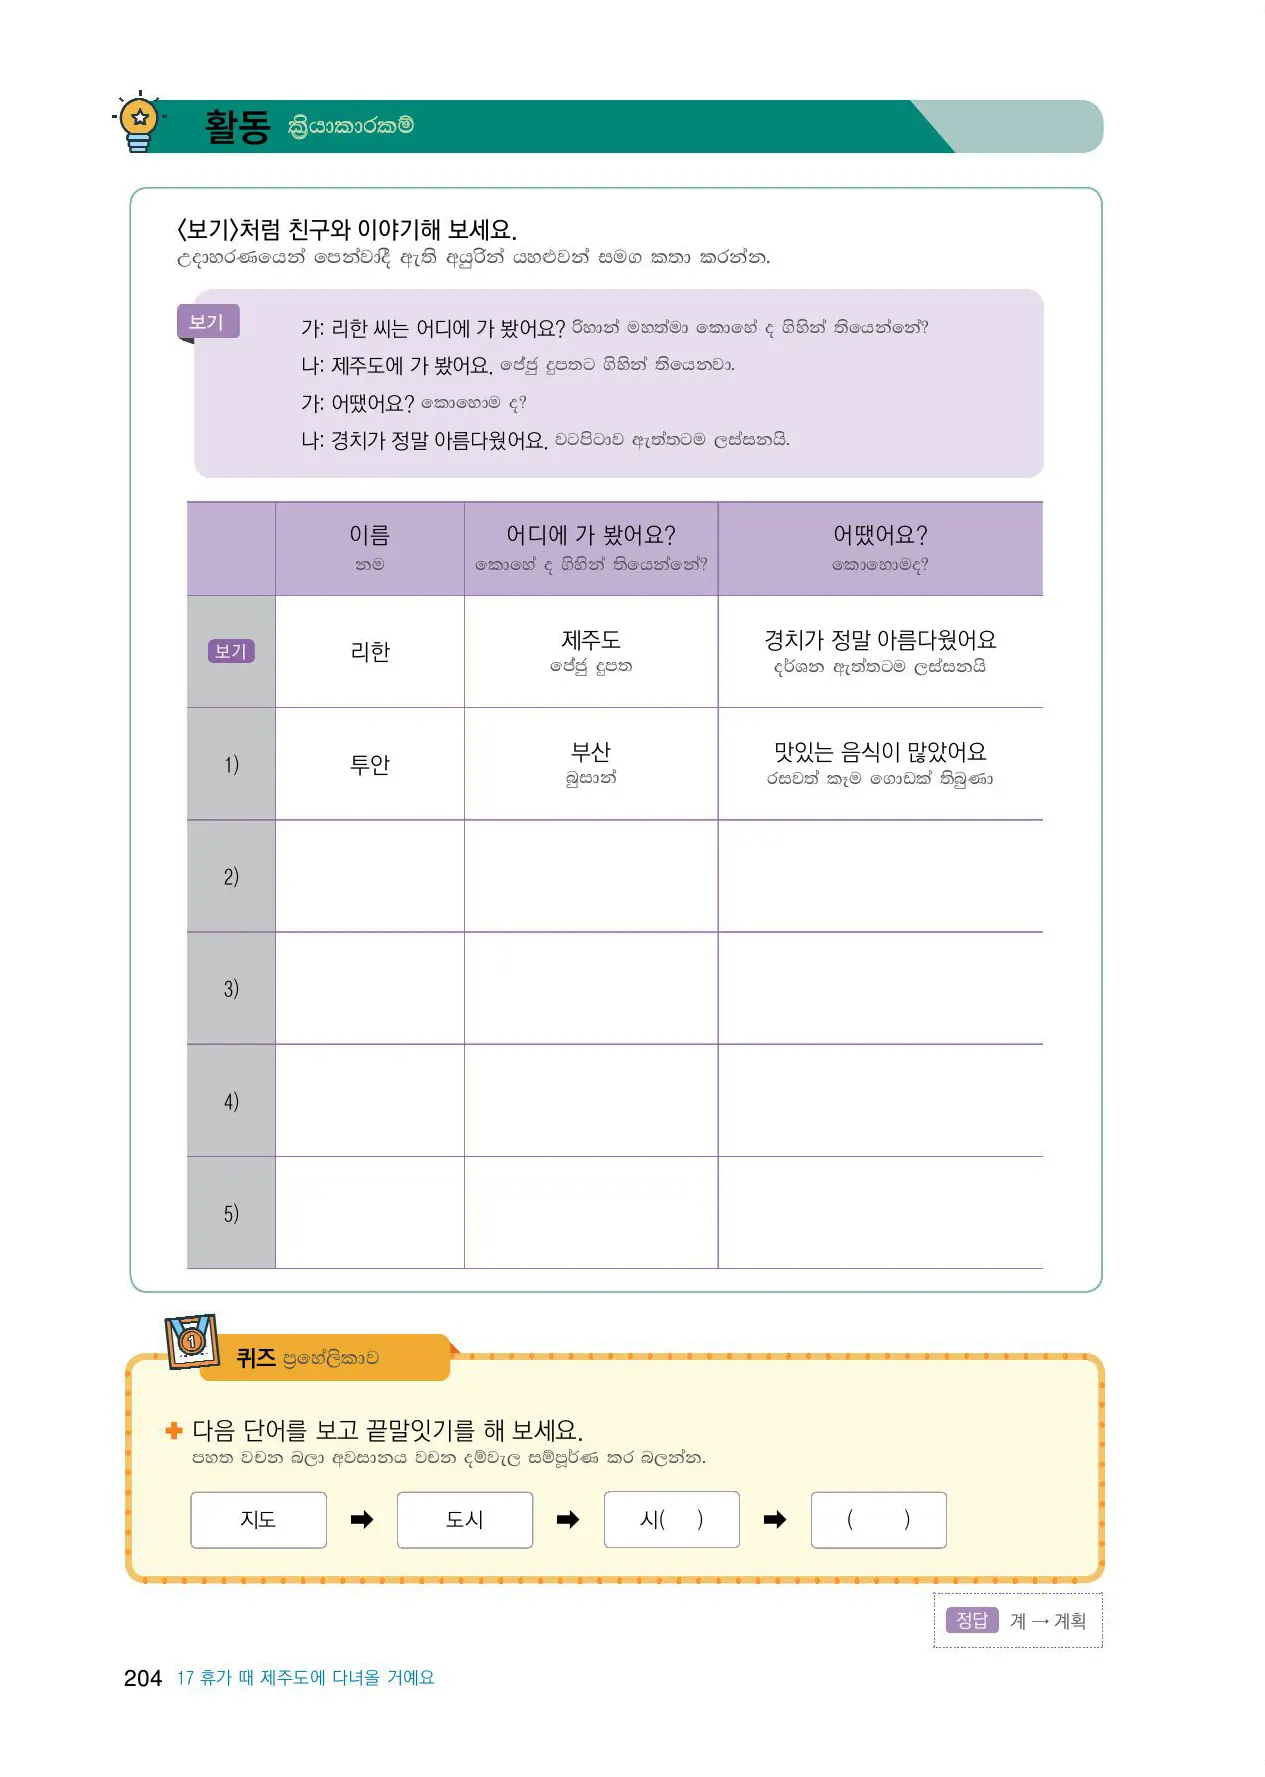 활동 ක්‍රියාකාරකම්
<보기>처럼 친구와 이야기해 보세요.
උදාහරණයෙන් පෙන්වාදී ඇති අයුරින් යහළුවන් සමග කතා කරන්න.
보기
가: 리한 씨는 어디에 가 봤어요? රිහාන් මහත්මා කොහේ ද ගිහින් තියෙන්නේ?
나: 제주도에 가 봤어요. ජේජු දුපතට ගිහින් තියෙනවා.
가: 어땠어요? කොහොම ද?
나: 경치가 정말 아름다웠어요. වටපිටාව ඇත්තටම ලස්සනයි.
이름 어디에 가 봤어요? 어땠어요?
නම කොහේ ද ගිහින් තියෙන්නේ? කොහොමද?
보기 리한 제주도 경치가 정말 아름다웠어요
ජේජු දුපත දර්ශන ඇත්තටම ලස්සනයි
1) 투안 부산 맛있는 음식이 많았어요
බුසාන් රසවත් කෑම ගොඩක් තිබුණා
2)
3)
4)
5)
1
퀴즈 ප්‍රහේලිකාව
다음 단어를 보고 끝말잇기를 해 보세요.
පහත වචන බලා අවසානය වචන දම්වැල සම්පූර්ණ කර බලන්න.
지도 ➡ 도시 ➡ 시( ) ➡ ( )
정답 계 → 계획
204 17 휴가 때 제주도에 다녀올 거예요